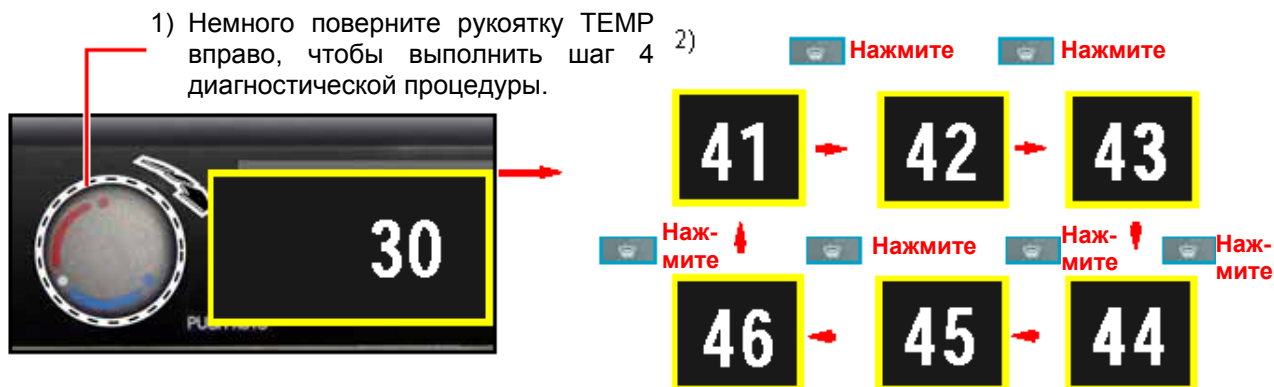 1) Немного поверните рукоятку TEMP
вправо, чтобы выполнить шаг 4
диагностической процедуры.
2)
Нажмите
Нажмите
30
41
42
43
Наж-
мите
Нажмите
Наж-
мите
Наж-
мите
46
45
44